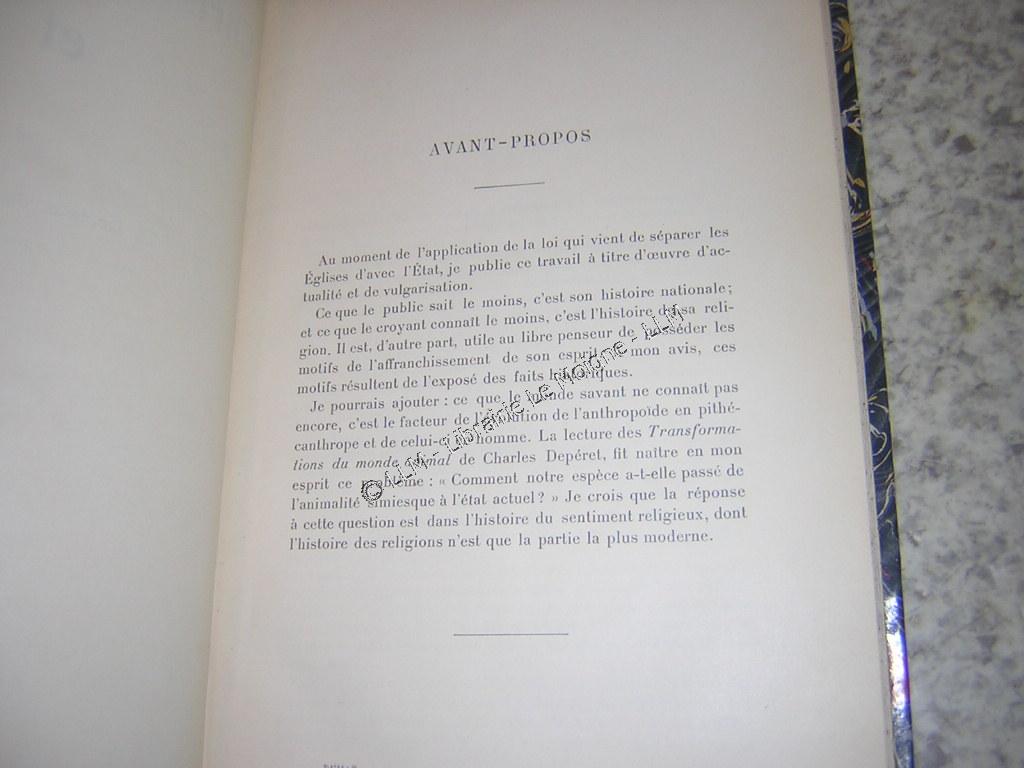 AVANT-PROPOS
Au moment de l'application de la loi qui vient de séparer les
Églises d'avec l'État, je publie ce travail à titre d'œuvre d'ac-
tualité et de vulgarisation.
Ce que le public sait le moins, c'est son histoire nationale;
et ce que le croyant connaît le moins, c'est l'histoire de sa reli-
gion. Il est, d'autre part, utile au libre penseur de posséder les
motifs de l'affranchissement de son esprit mon avis, ces
motifs résultent de l'exposé des faits historiques.
Je pourrais ajouter : ce que le monde savant ne connaît pas
encore, c'est le facteur de l'évolution de l'anthropoïde en pithé-
canthrope et de celui-ci homme. La lecture des Transforma-
tions du monde animal de Charles Depéret, fit naître en mon
esprit ce problème : « Comment notre espèce a-t-elle passé de
l'animalité simiesque à l'état actuel? » Je crois que la réponse
à cette question est dans l'histoire du sentiment religieux, dont
l'histoire des religions n'est que la partie la plus moderne.
© LLM - Librairie Le Moigne - LLM